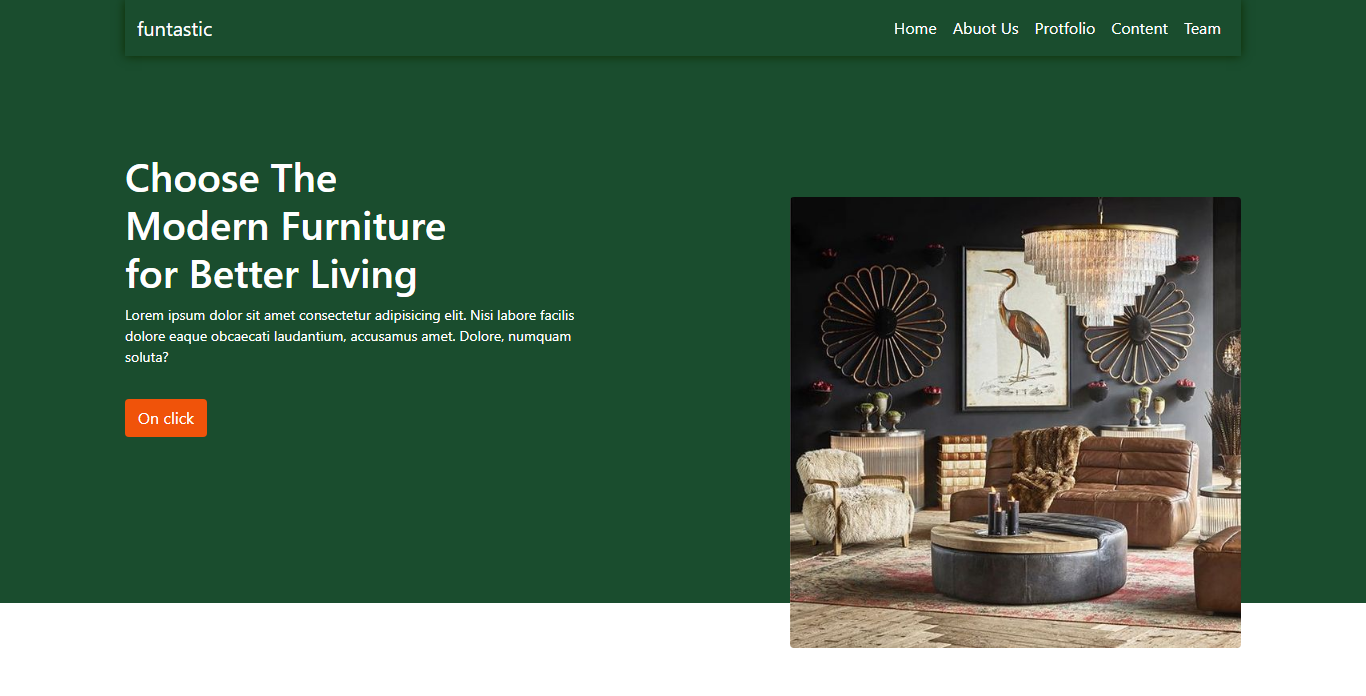 funtastic
Home Abuot Us Protfolio Content Team
Choose The
Modern Furniture
for Better Living
Lorem ipsum dolor sit amet consectetur adipisicing elit. Nisi labore facilis
dolore eaque obcaecati laudantium, accusamus amet. Dolore, numquam
soluta?
On click